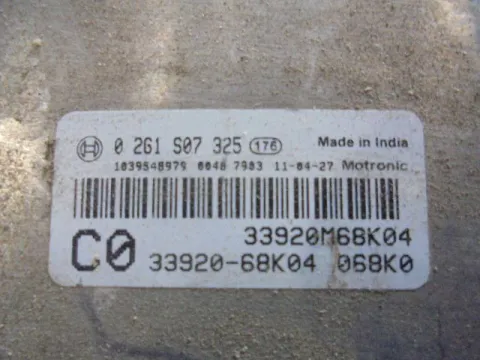 0 261 S07 325 176 Made in India
1039S48979 0048 7903 11-04-27 Motronic
C0 33920M68K04
33920-68K04 068K0